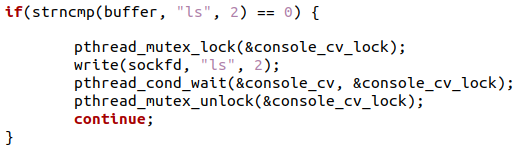 if(strncmp(buffer, "ls", 2) == 0) {
pthread_mutex_lock(&console_cv_lock);
write(sockfd, "ls", 2);
pthread_cond_wait(&console_cv, &console_cv_lock);
pthread_mutex_unlock(&console_cv_lock);
continue;
}